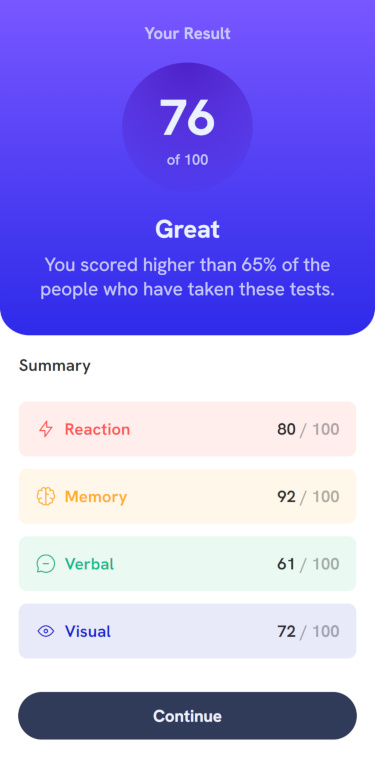 Your Result
76
of 100
Great
You scored higher than 65% of the
people who have taken these tests.
Summary
Reaction 80 / 100
Memory 92 / 100
Verbal 61 / 100
Visual 72 / 100
Continue